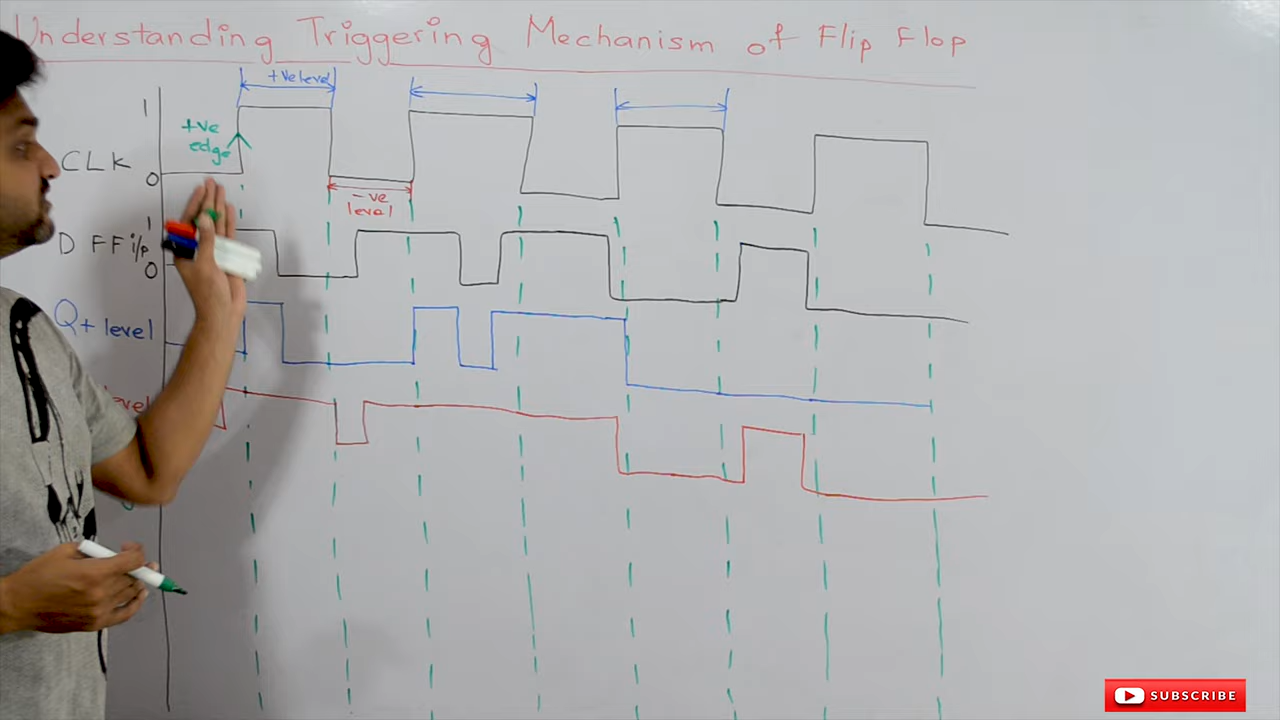 Understanding Triggering Mechanism of Flip Flop
+ve level
1
+ve
edge
CLK
0
-ve
level
1
D FF i/p
0
Q+ level
level
SUBSCRIBE